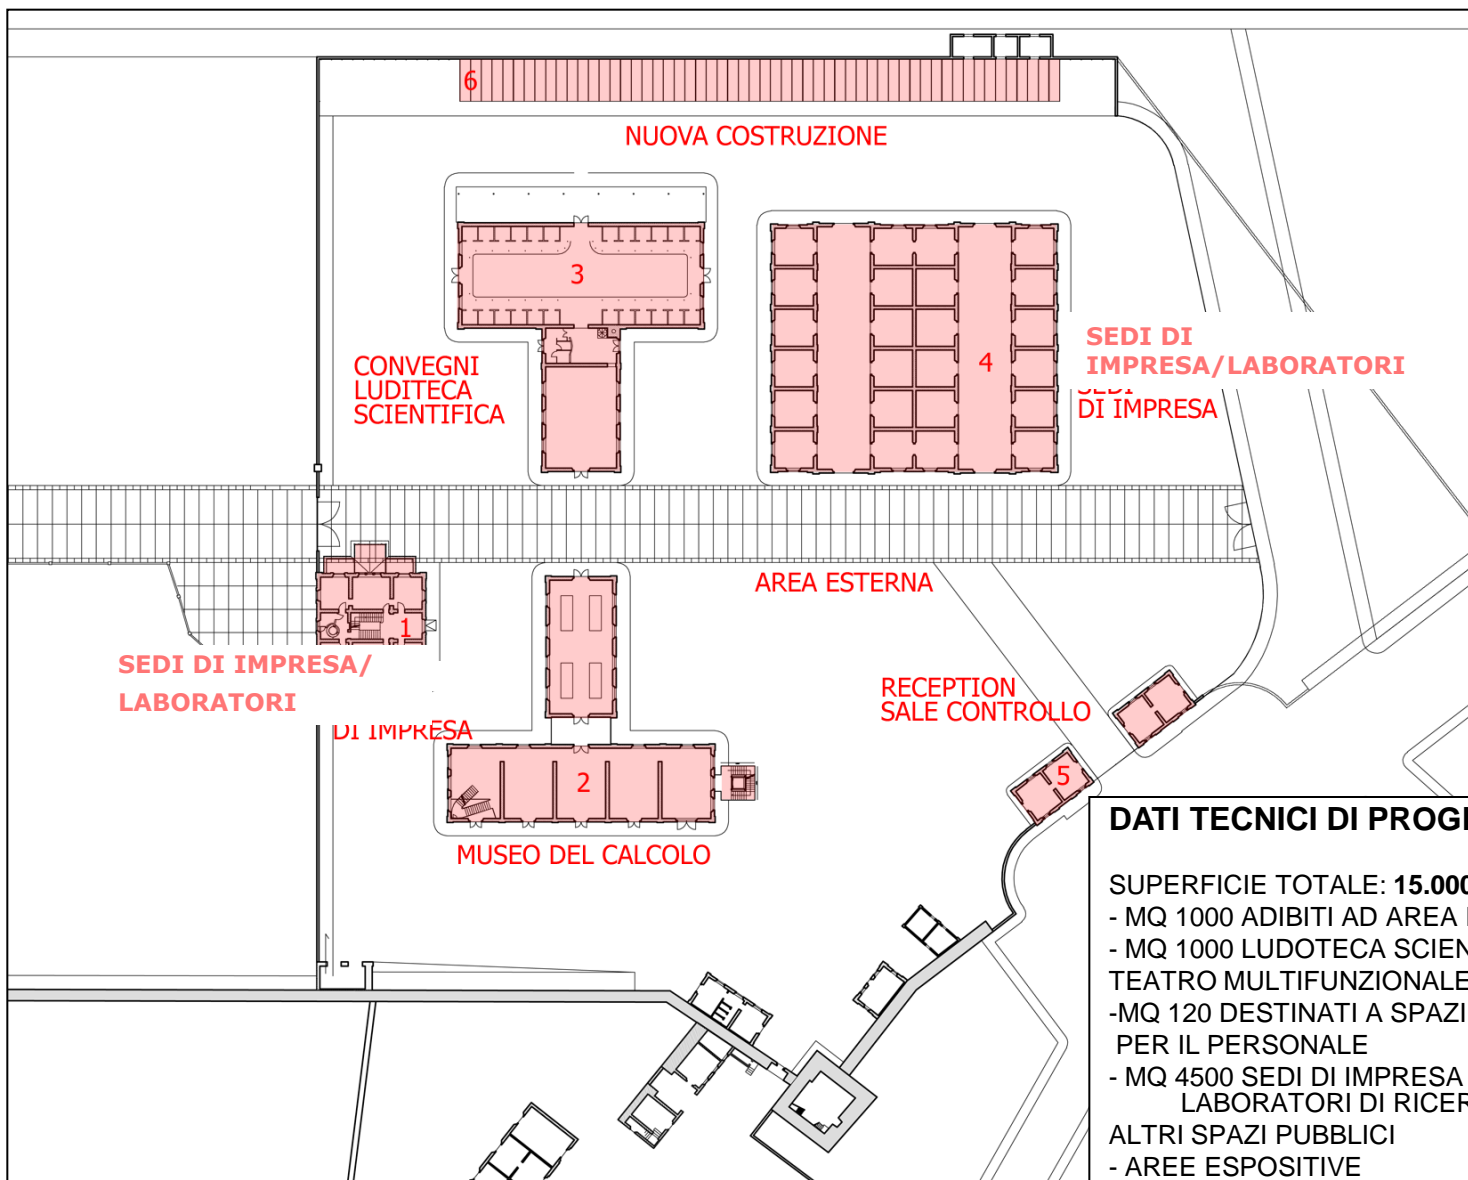 6
NUOVA COSTRUZIONE
3
4
SEDI DI
IMPRESA/LABORATORI
CONVEGNI
LUDITECA
SCIENTIFICA
SEDI
DI IMPRESA
AREA ESTERNA
1
SEDI DI IMPRESA/
LABORATORI
DI IMPRESA
RECEPTION
SALE CONTROLLO
5
2
MUSEO DEL CALCOLO
DATI TECNICI DI PROG
SUPERFICIE TOTALE: 15.000
- MQ 1000 ADIBITI AD AREA
- MQ 1000 LUDOTECA SCIEN
TEATRO MULTIFUNZIONALE
-MQ 120 DESTINATI A SPAZI
PER IL PERSONALE
- MQ 4500 SEDI DI IMPRESA
LABORATORI DI RICER
ALTRI SPAZI PUBBLICI
- AREE ESPOSITIVE